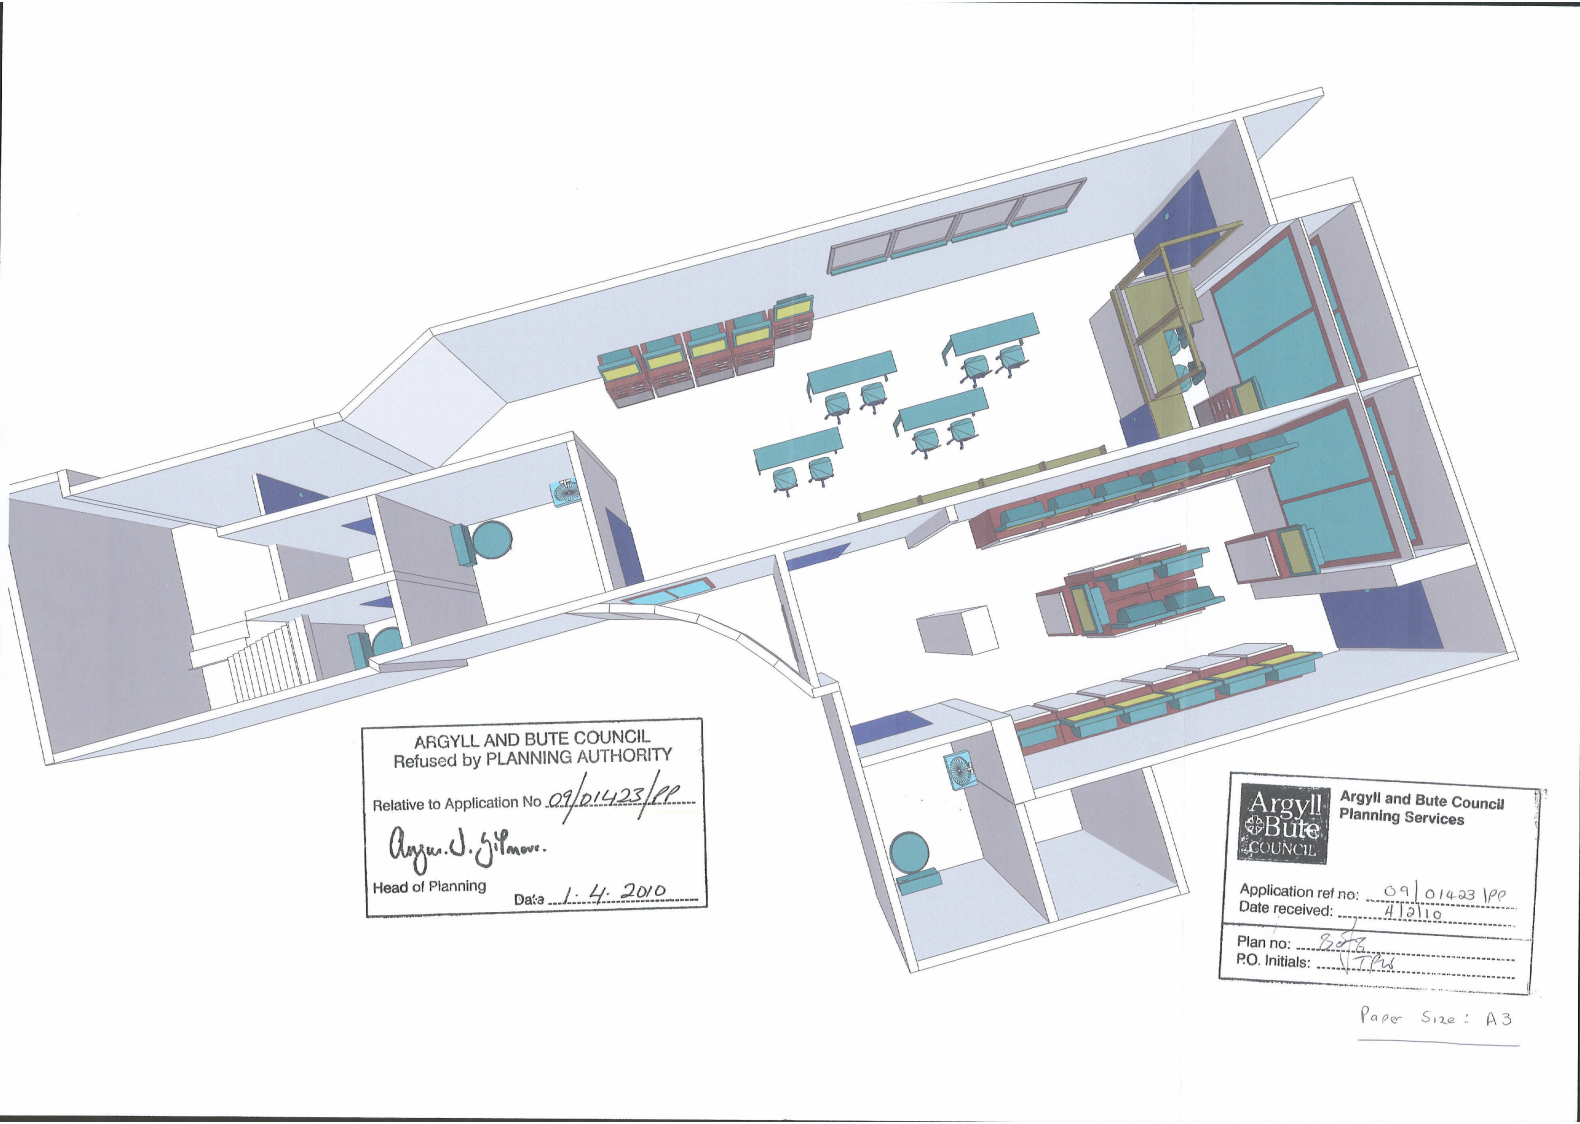 ARGYLL AND BUTE COUNCIL
Refused by PLANNING AUTHORITY
Relative to Application No 09/01423/PP
Angus. J. Gilmour.
Head of Planning
Date 1. 4. 2010
Argyll
&Bute
COUNCIL
Argyll and Bute Council
Planning Services
Application ref no: 09/01423/PP
Date received: 4/2/10
Plan no:
P.O. Initials:
Paper Size: A3